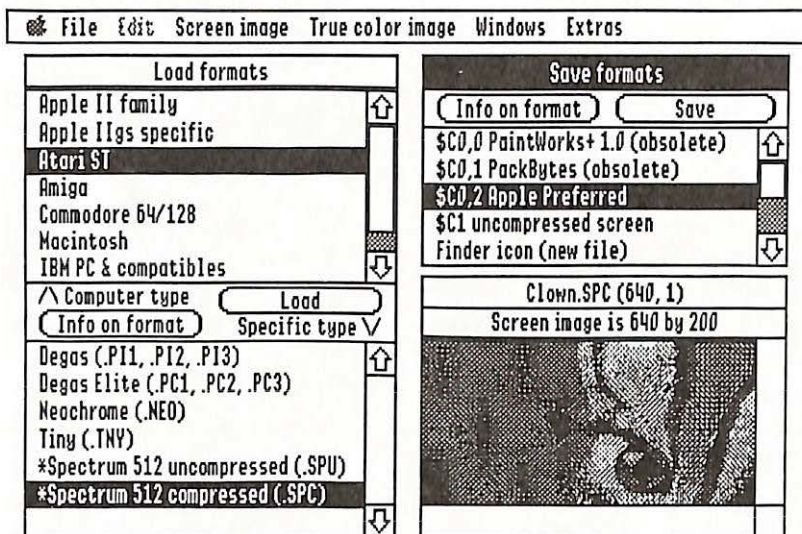 File Edit Screen image True color image Windows Extras
Load formats
Apple II family
Apple IIgs specific
Atari ST
Amiga
Commodore 64/128
Macintosh
IBM PC & compatibles
/\ Computer type
Load
Info on format
Specific type \/
Degas (.PI1, .PI2, .PI3)
Degas Elite (.PC1, .PC2, .PC3)
Neochrome (.NEO)
Tiny (.TNY)
*Spectrum 512 uncompressed (.SPU)
*Spectrum 512 compressed (.SPC)
Save formats
Info on format
Save
$C0,0 PaintWorks+ 1.0 (obsolete)
$C0,1 PackBytes (obsolete)
$C0,2 Apple Preferred
$C1 uncompressed screen
Finder icon (new file)
Clown.SPC (640, 1)
Screen image is 640 by 200